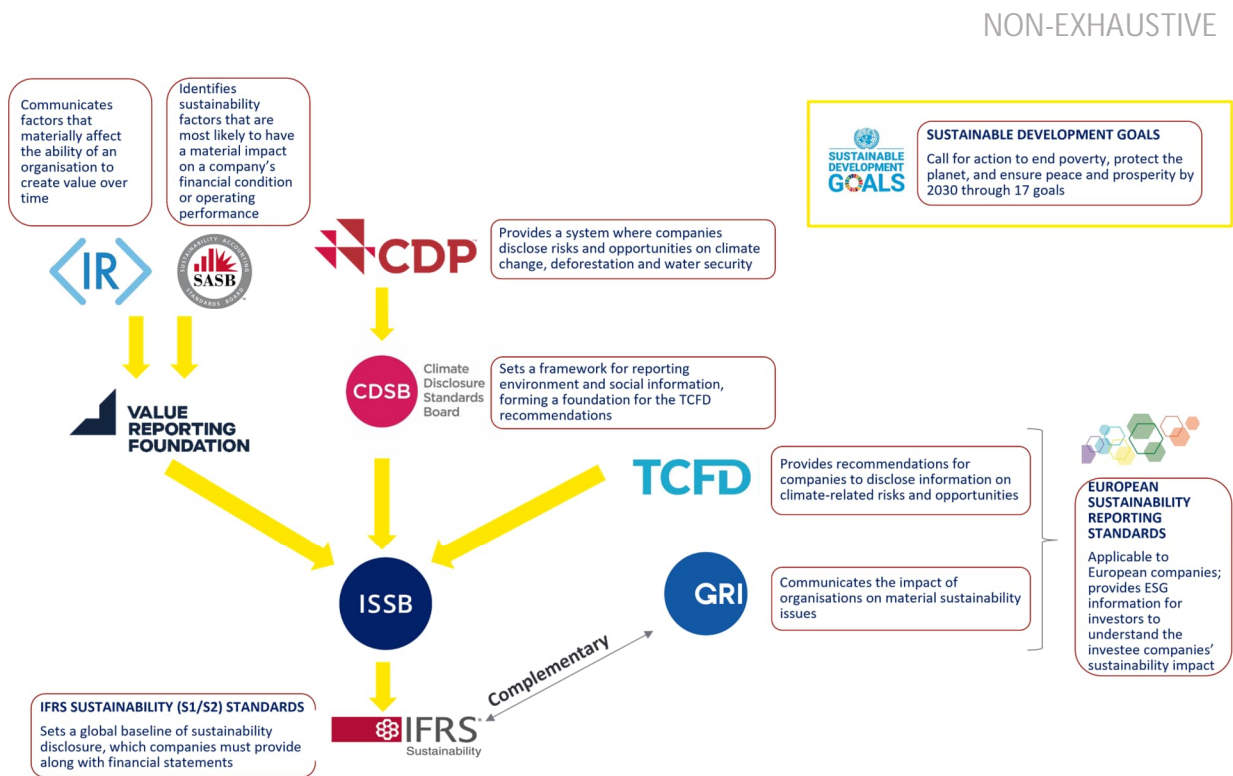 NON-EXHAUSTIVE
Communicates
factors that
materially affect
the ability of an
organisation to
create value over
time
Identifies
sustainability
factors that are
most likely to have
a material impact
on a company's
financial condition
or operating
performance
SUSTAINABLE
DEVELOPMENT
GOALS
SUSTAINABLE DEVELOPMENT GOALS
Call for action to end poverty, protect the
planet, and ensure peace and prosperity by
2030 through 17 goals
<IR>
SUSTAINABILITY ACCOUNTING
SASB
STANDARDS BOARD
CDP
Provides a system where companies
disclose risks and opportunities on climate
change, deforestation and water security
CDSB
Climate
Disclosure
Standards
Board
Sets a framework for reporting
environment and social information,
forming a foundation for the TCFD
recommendations
VALUE
REPORTING
FOUNDATION
TCFD
Provides recommendations for
companies to disclose information on
climate-related risks and opportunities
EUROPEAN
SUSTAINABILITY
REPORTING
STANDARDS
Applicable to
European companies;
provides ESG
information for
investors to
understand the
investee companies'
sustainability impact
ISSB
GRI
Communicates the impact of
organisations on material sustainability
issues
Complementary
IFRS SUSTAINABILITY (S1/S2) STANDARDS
Sets a global baseline of sustainability
disclosure, which companies must provide
along with financial statements
IFRS
Sustainability